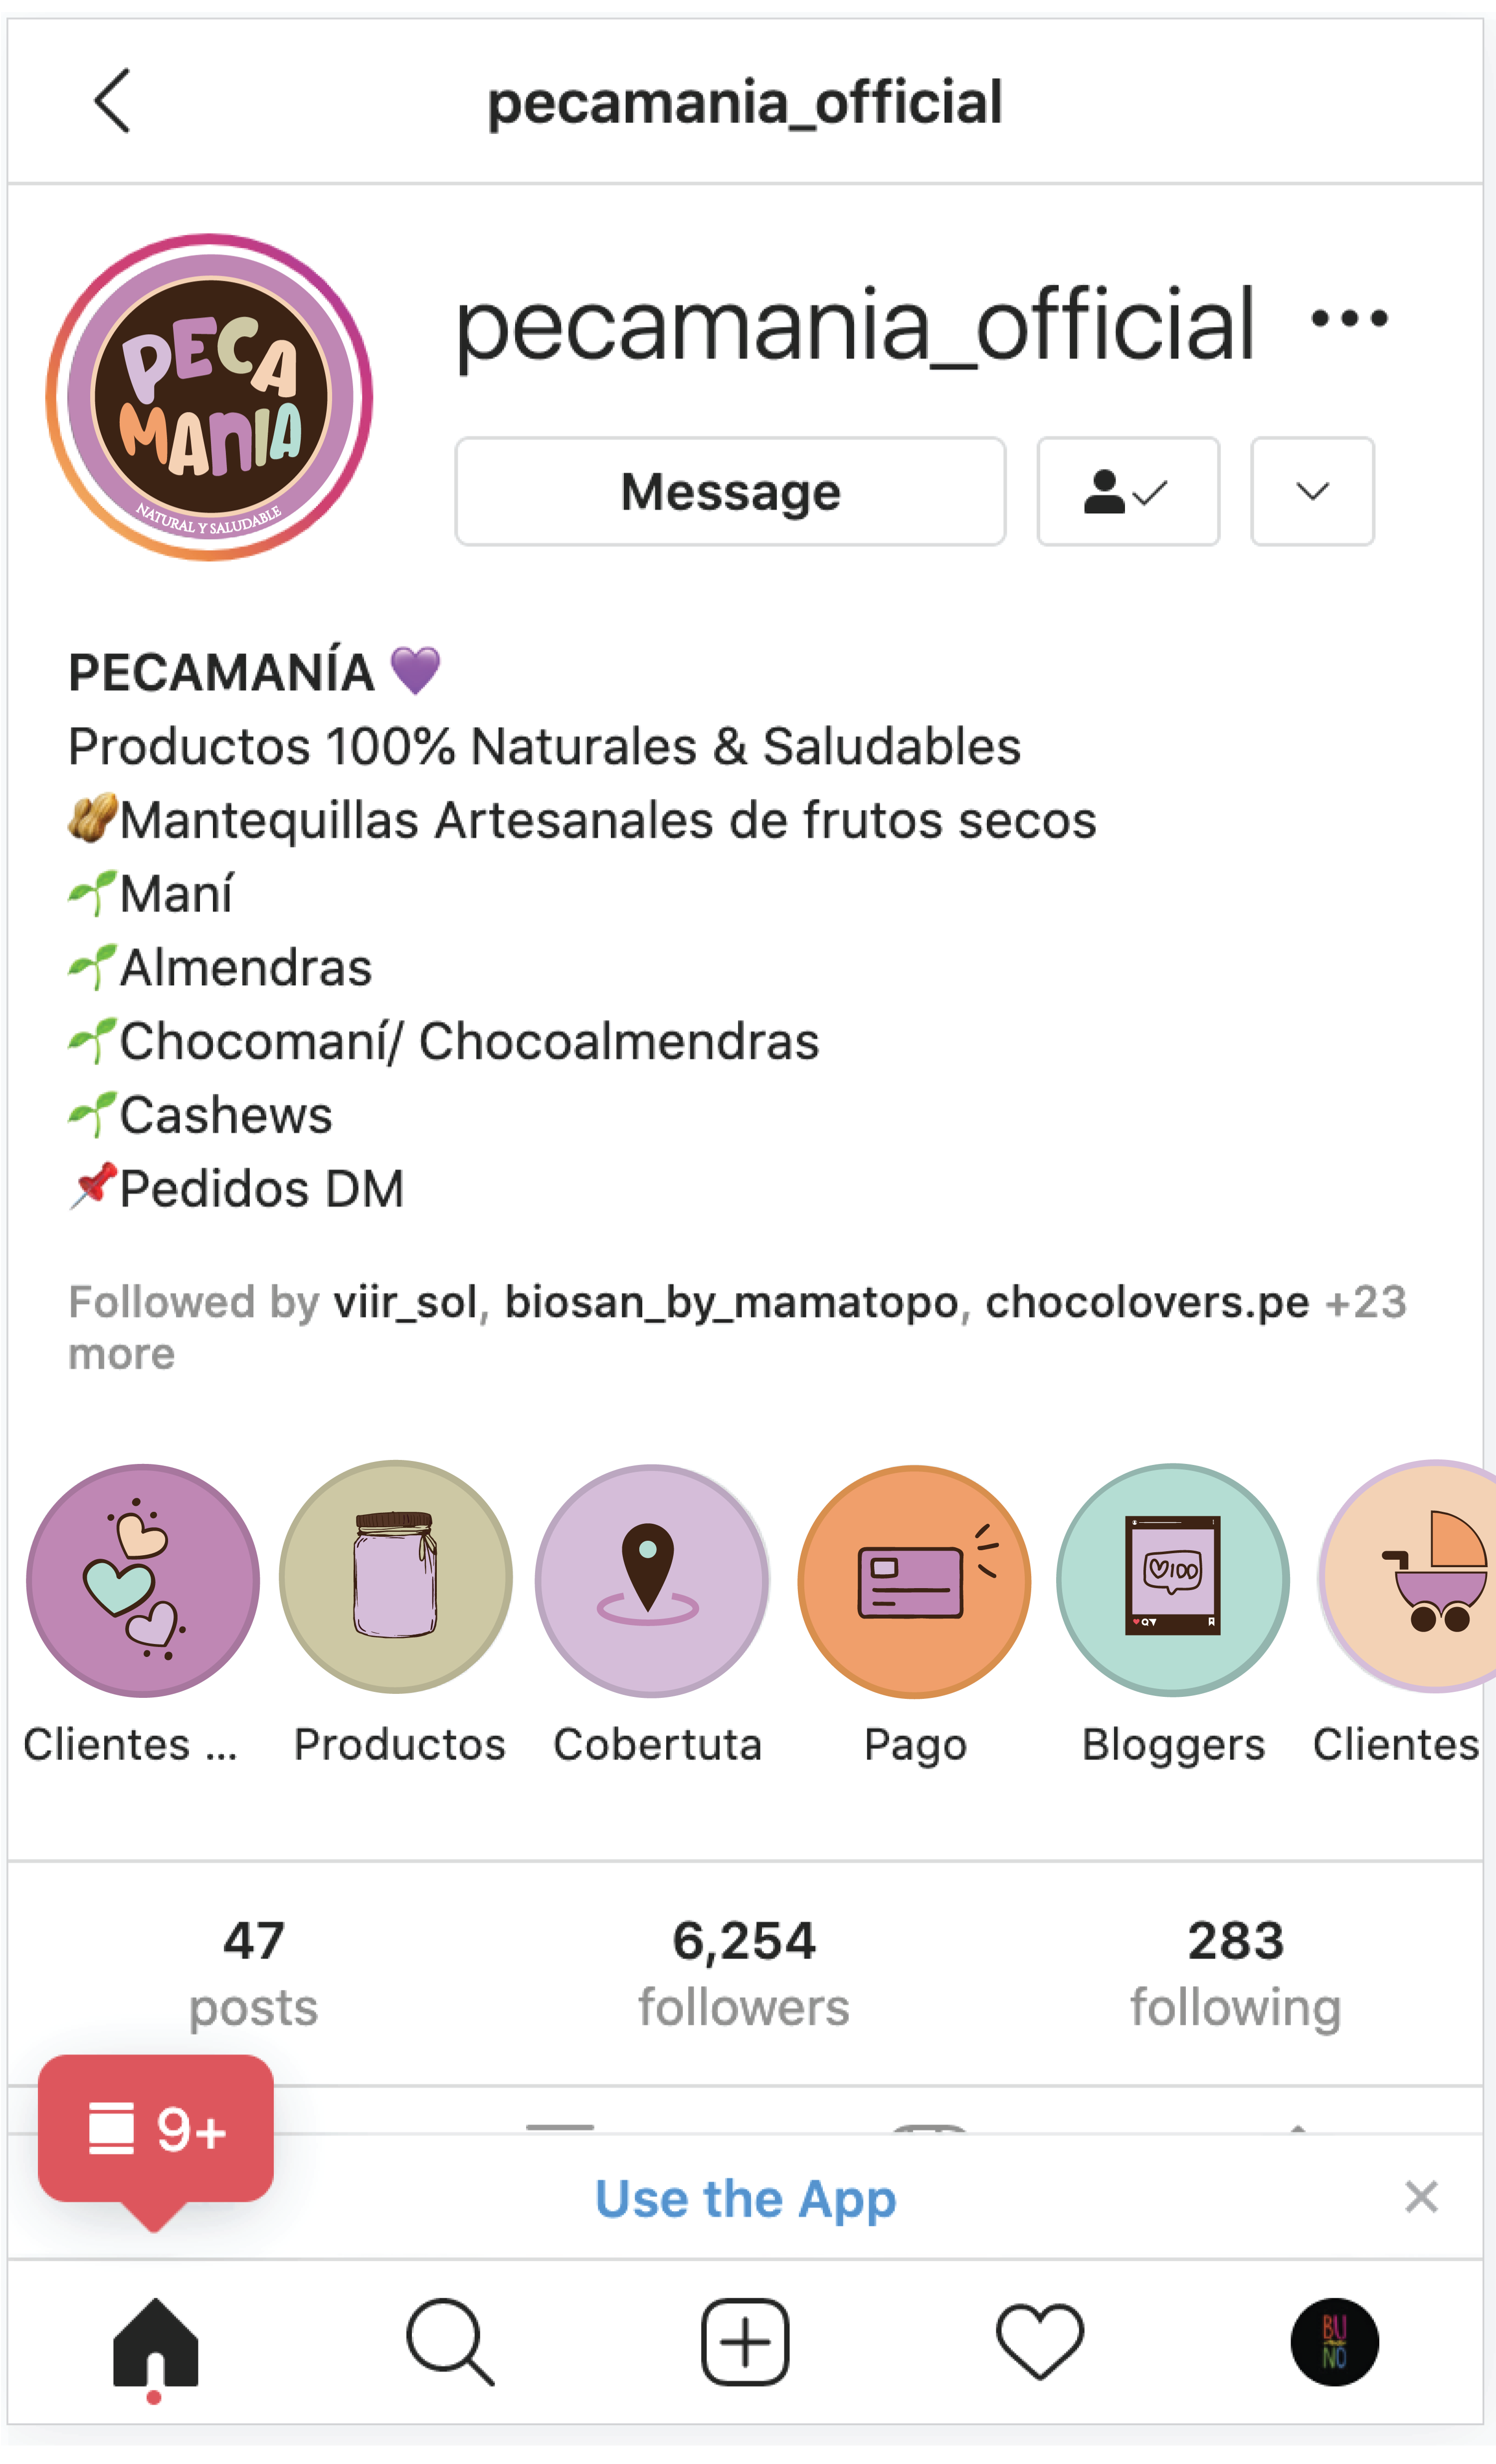 pecamania_official
PECA
MANIA
NATURAL Y SALUDABLE
pecamania_official
Message
PECAMANÍA
Productos 100% Naturales & Saludables
Mantequillas Artesanales de frutos secos
Maní
Almendras
Chocomaní/ Chocoalmendras
Cashews
Pedidos DM
Followed by viir_sol, biosan_by_mamatopo, chocolovers.pe +23
more
100
Clientes ...
Productos
Cobertuta
Pago
Bloggers
Clientes
47
6,254
283
posts
followers
following
9+
Use the App
BU
NO